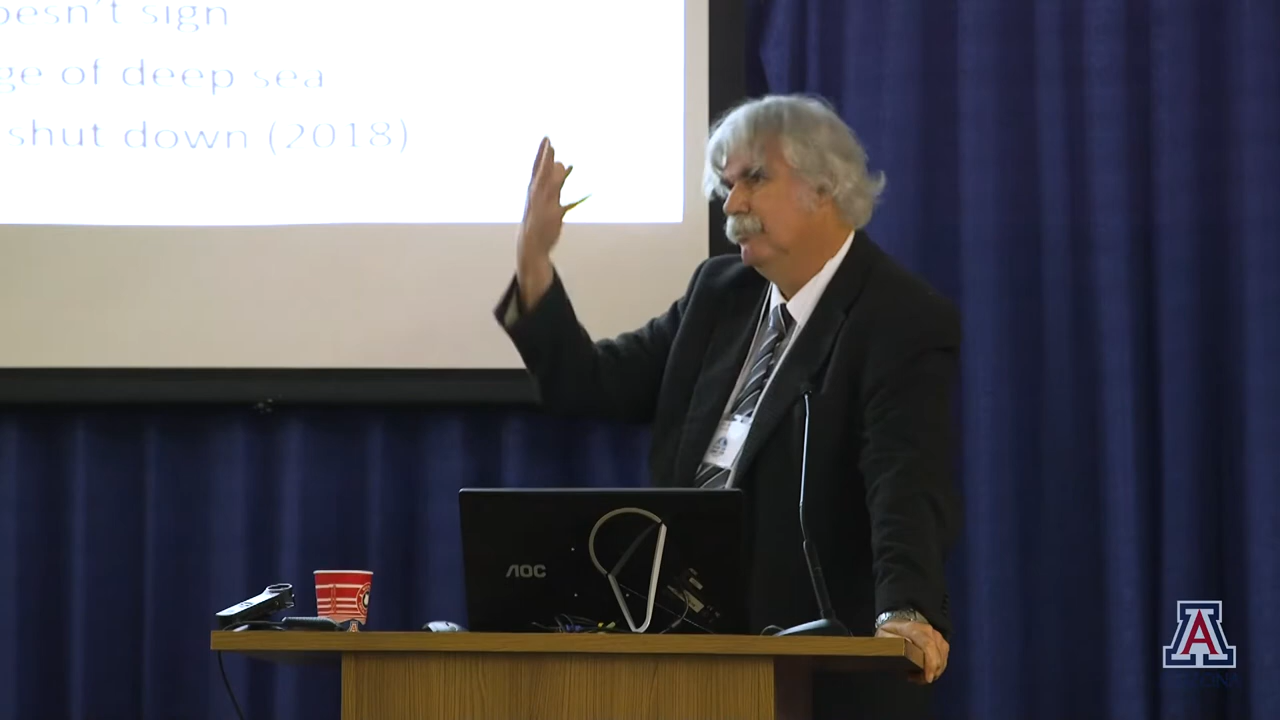 oesn't sign
ge of deep sea
shut down (2018)
AOC
A